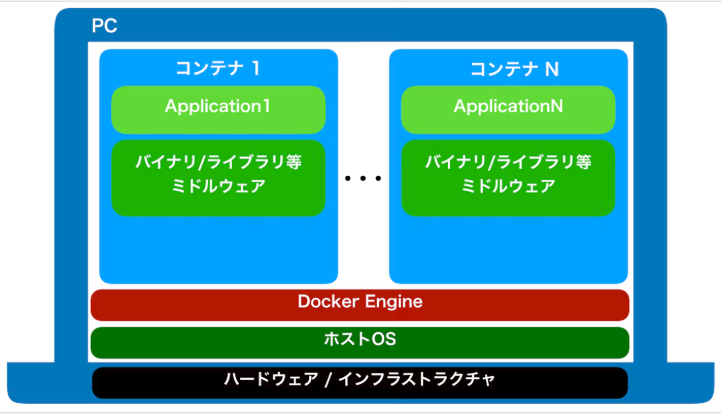 PC
コンテナ 1
Application1
バイナリ/ライブラリ等
ミドルウェア
・・・
コンテナ N
ApplicationN
バイナリ/ライブラリ等
ミドルウェア
Docker Engine
ホストOS
ハードウェア / インフラストラクチャ